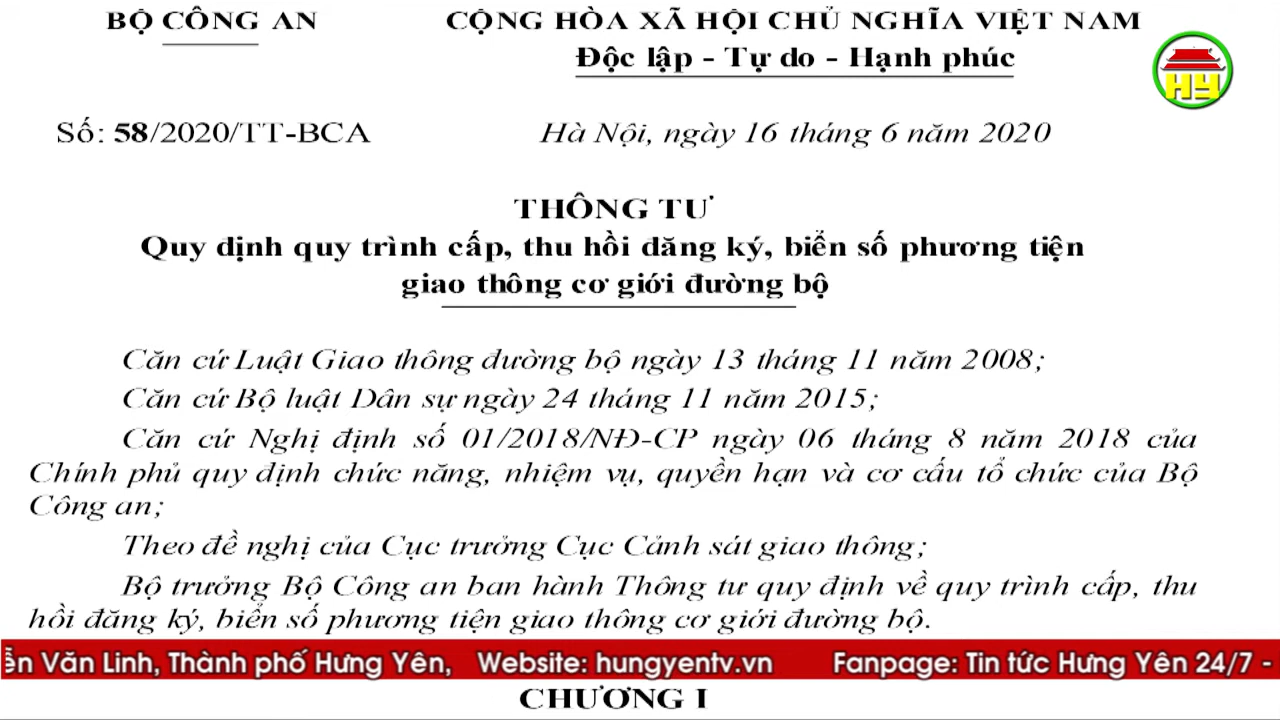 BỘ CÔNG AN
CỘNG HÒA XÃ HỘI CHỦ NGHĨA VIỆT NAM
Độc lập - Tự do - Hạnh phúc
HY
Số: 58/2020/TT-BCA
Hà Nội, ngày 16 tháng 6 năm 2020
THÔNG TƯ
Quy định quy trình cấp, thu hồi đăng ký, biển số phương tiện
giao thông cơ giới đường bộ
Căn cứ Luật Giao thông đường bộ ngày 13 tháng 11 năm 2008;
Căn cứ Bộ luật Dân sự ngày 24 tháng 11 năm 2015;
Căn cứ Nghị định số 01/2018/NĐ-CP ngày 06 tháng 8 năm 2018 của
Chính phủ quy định chức năng, nhiệm vụ, quyền hạn và cơ cấu tổ chức của Bộ
Công an;
Theo đề nghị của Cục trưởng Cục Cảnh sát giao thông;
Bộ trưởng Bộ Công an ban hành Thông tư quy định về quy trình cấp, thu
hồi đăng ký, biển số phương tiện giao thông cơ giới đường bộ.
Văn Linh, Thành phố Hưng Yên, Website: hungyentv.vn Fanpage: Tin tức Hưng Yên 24/7 -
CHƯƠNG I